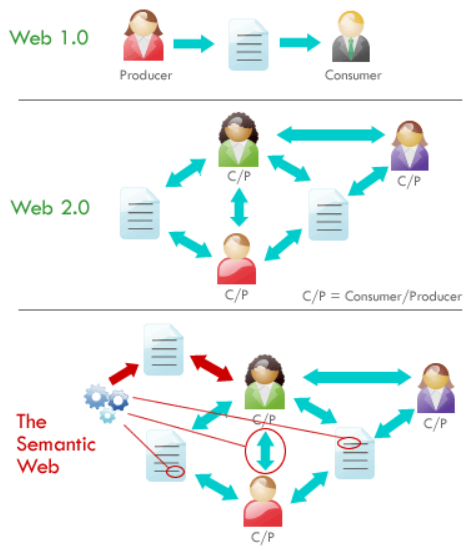 Web 1.0
Producer
Consumer
Web 2.0
C/P
C/P
C/P
C/P = Consumer/Producer
The
Semantic
Web
C/P
C/P
C/P